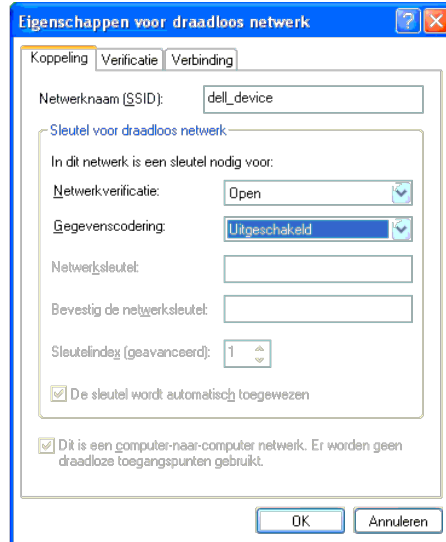 Eigenschappen voor draadloos netwerk
Koppeling Verificatie Verbinding
Netwerknaam (SSID): dell_device
Sleutel voor draadloos netwerk
In dit netwerk is een sleutel nodig voor:
Netwerkverificatie: Open
Gegevenscodering: Uitgeschakeld
Netwerksleutel:
Bevestig de netwerksleutel:
Sleutelindex (geavanceerd): 1
De sleutel wordt automatisch toegewezen
Dit is een computer-naar-computer netwerk. Er worden geen
draadloze toegangspunten gebruikt.
OK Annuleren